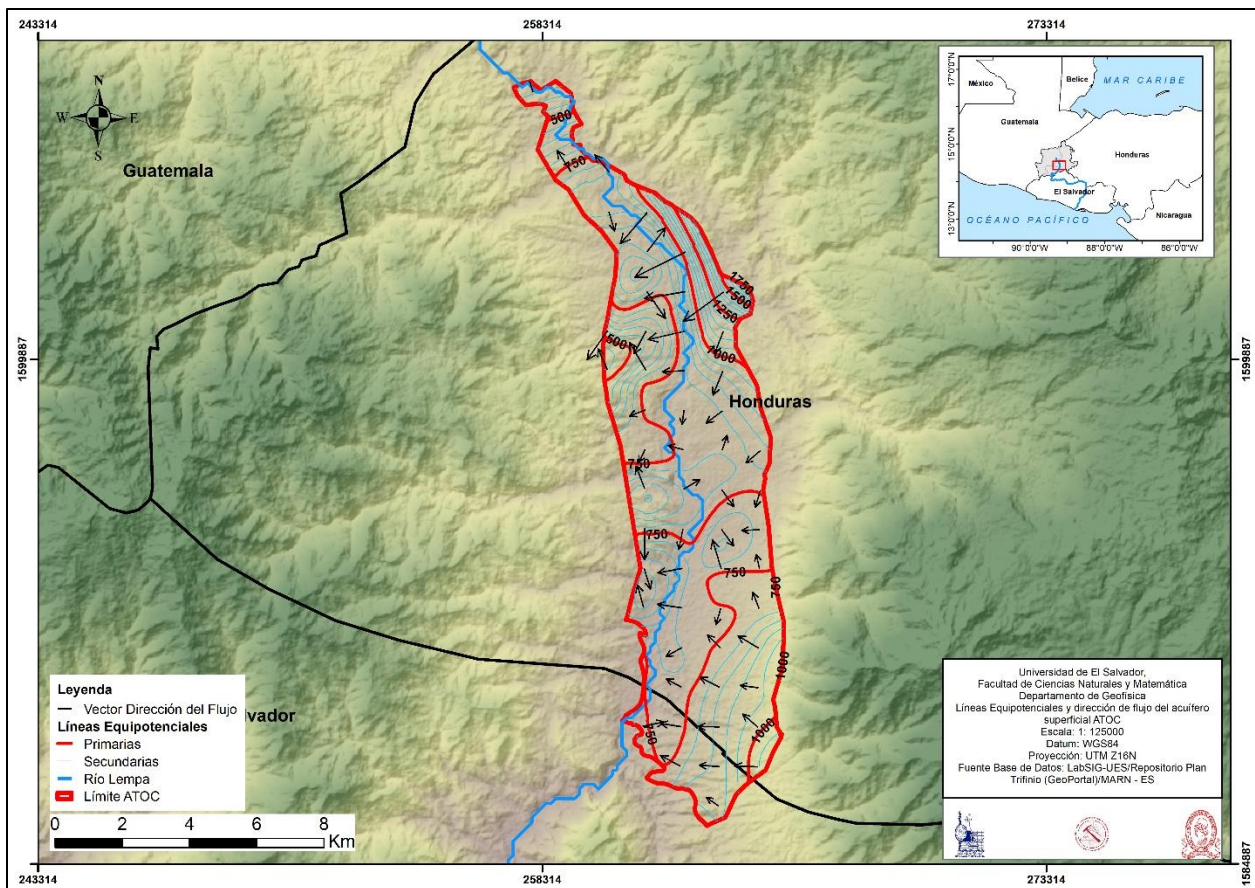 243314
258314
273314
N
W
E
S
Guatemala
500
750
1750
1500
1250
1000
500
Honduras
750
750
750
750
1000
1000
750
1599887
1599887
1584887
México
Belice
MAR CARIBE
Guatemala
Honduras
El Salvador
Nicaragua
OCÉANO PACÍFICO
17°0'0"N
15°0'0"N
13°0'0"N
90°0'0"W
88°0'0"W
86°0'0"W
lvador
Leyenda
Vector Dirección del Flujo
Líneas Equipotenciales
Primarias
Secundarias
Río Lempa
Límite ATOC
0 2 4 6 8
Km
Universidad de El Salvador,
Facultad de Ciencias Naturales y Matemática
Departamento de Geofísica
Líneas Equipotenciales y dirección de flujo del acuífero
superficial ATOC
Escala: 1: 125000
Datum: WGS84
Proyección: UTM Z16N
Fuente Base de Datos: LabSIG-UES/Repositorio Plan
Trifinio (GeoPortal)/MARN - ES
243314
258314
273314